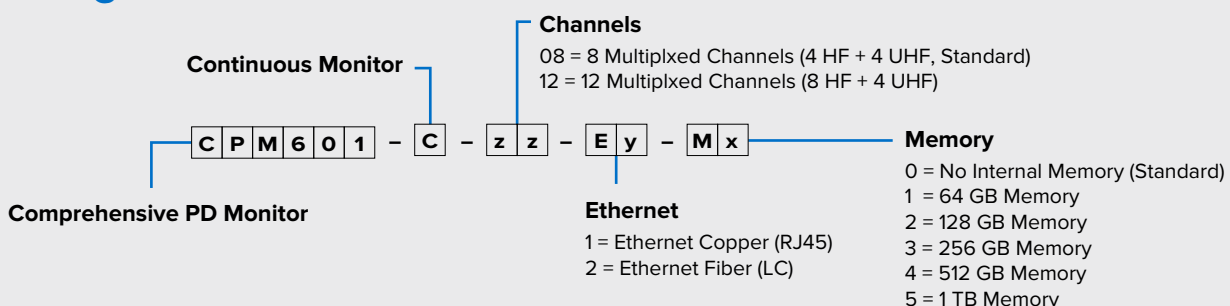 Channels
08 = 8 Multiplxed Channels (4 HF + 4 UHF, Standard)
12 = 12 Multiplxed Channels (8 HF + 4 UHF)
Continuous Monitor
C P M 6 0 1 – C – z z – E y – M x
Comprehensive PD Monitor
Ethernet
1 = Ethernet Copper (RJ45)
2 = Ethernet Fiber (LC)
Memory
0 = No Internal Memory (Standard)
1 = 64 GB Memory
2 = 128 GB Memory
3 = 256 GB Memory
4 = 512 GB Memory
5 = 1 TB Memory